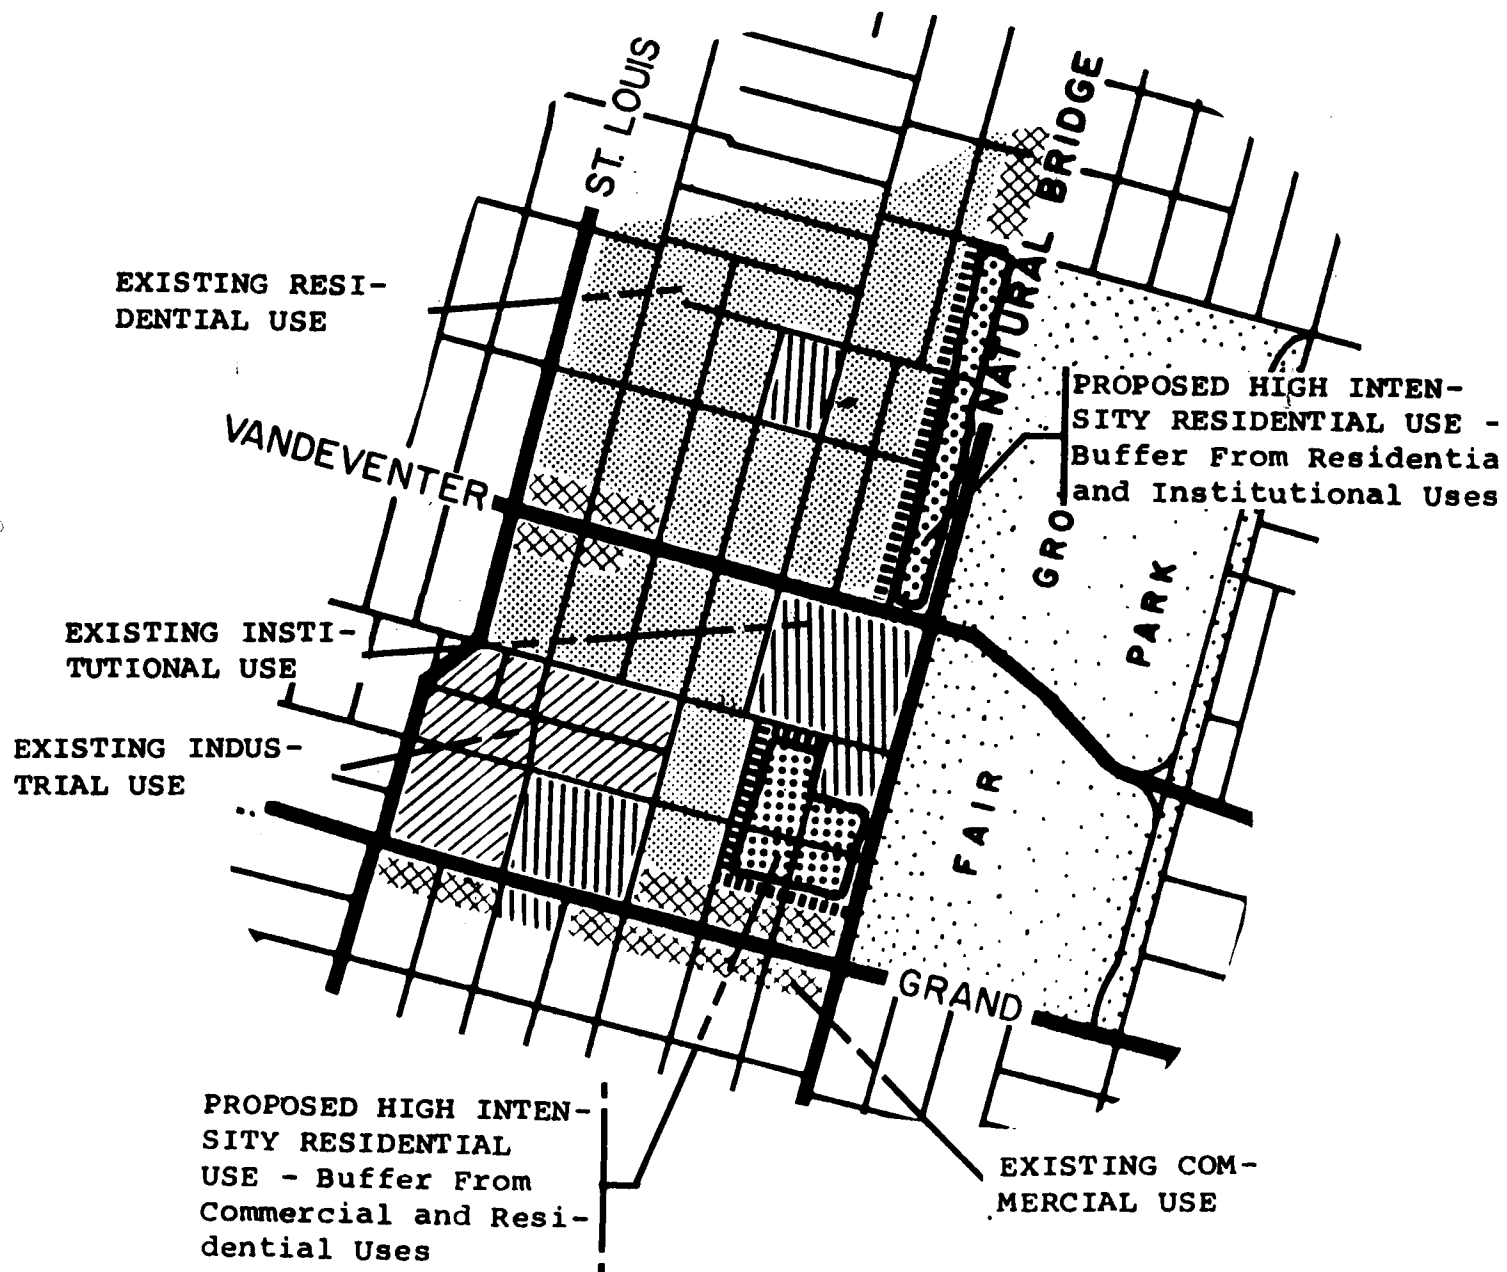 ST. LOUIS
NATURAL BRIDGE
EXISTING RESI-
DENTIAL USE
VANDEVENTER
PROPOSED HIGH INTEN-
SITY RESIDENTIAL USE -
Buffer From Residentia
and Institutional Uses
GRO
PARK
FAIR
EXISTING INSTI-
TUTIONAL USE
EXISTING INDUS-
TRIAL USE
GRAND
PROPOSED HIGH INTEN-
SITY RESIDENTIAL
USE - Buffer From
Commercial and Resi-
dential Uses
EXISTING COM-
MERCIAL USE